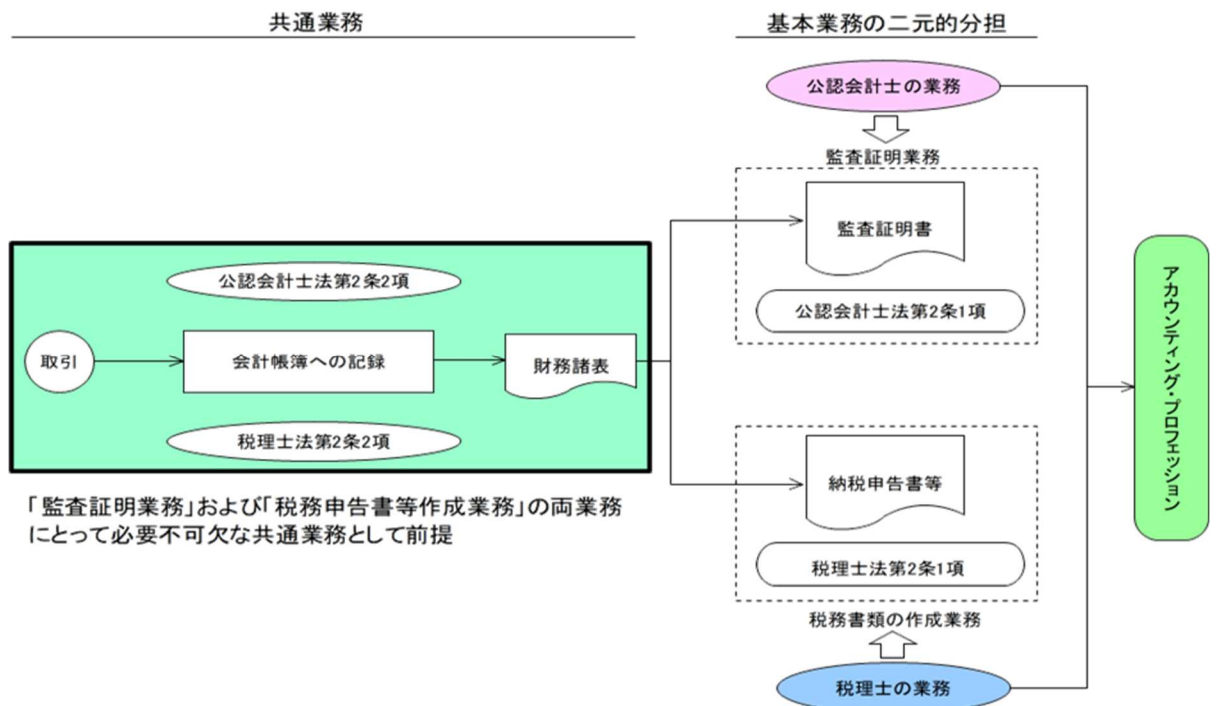 共通業務
基本業務の二元的分担
公認会計士の業務
監査証明業務
監査証明書
公認会計士法第2条1項
公認会計士法第2条2項
取引
会計帳簿への記録
財務諸表
税理士法第2条2項
「監査証明業務」および「税務申告書等作成業務」の両業務
にとって必要不可欠な共通業務として前提
納税申告書等
税理士法第2条1項
税務書類の作成業務
税理士の業務
アカウンティング・プロフェッション